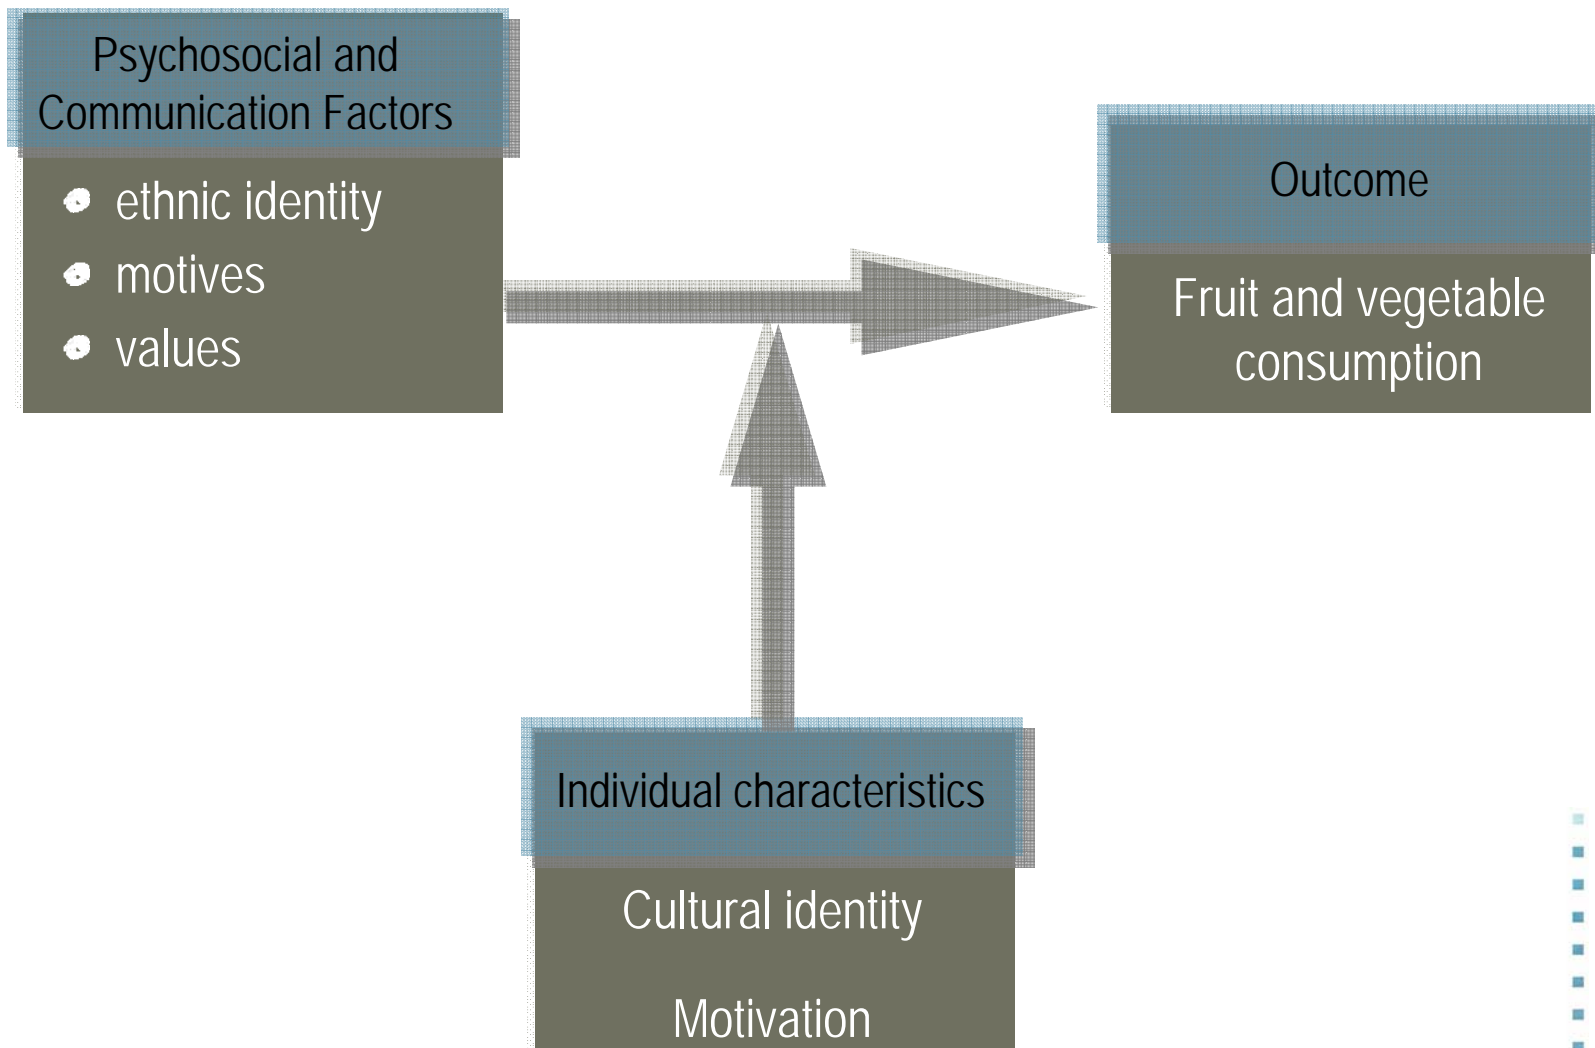 Psychosocial and
Communication Factors
ethnic identity
motives
values
Outcome
Fruit and vegetable
consumption
Individual characteristics
Cultural identity
Motivation